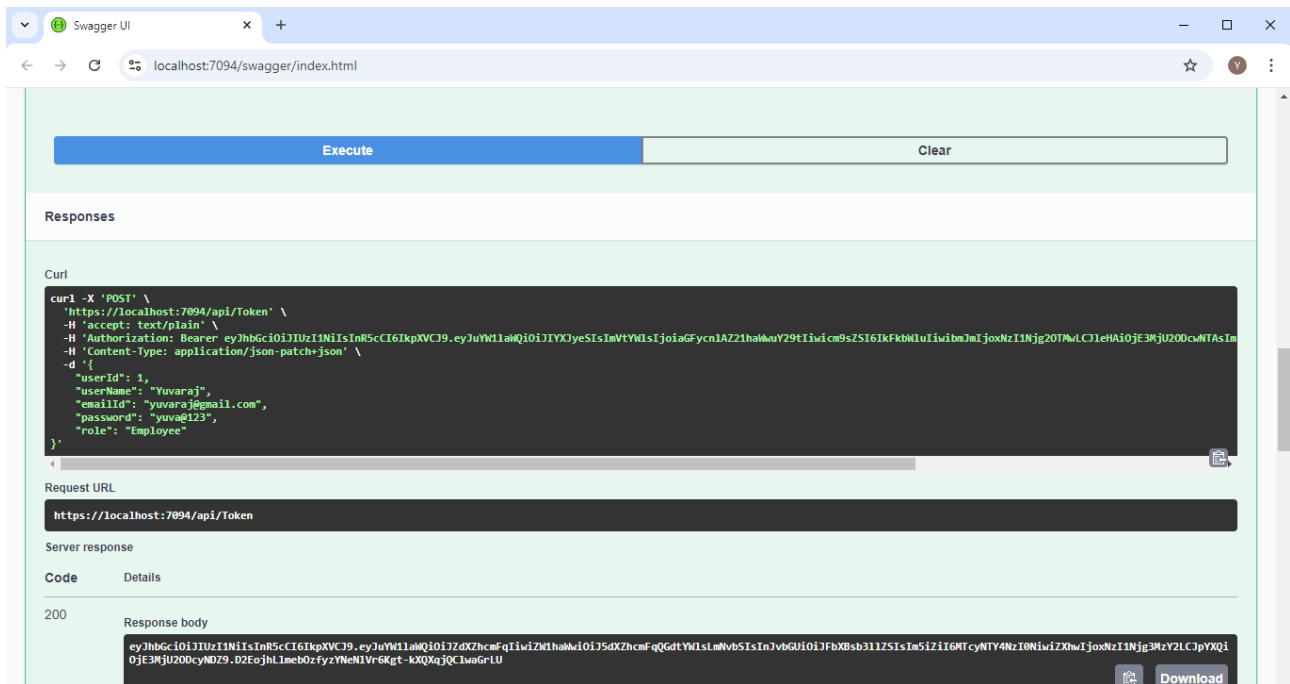 Swagger UI
localhost:7094/swagger/index.html
Y
Execute
Clear
Responses
Curl
curl -X 'POST' \
'https://localhost:7094/api/Token' \
-H 'accept: text/plain' \
-H 'Authorization: Bearer
-H 'Content-Type: application/json-patch+json' \
-d '{
"userId": 1,
"userName": "Yuvaraj",
"emailId": "yuvaraj@gmail.com",
"password": "yuva@123",
"role": "Employee"
}'
Request URL
https://localhost:7094/api/Token
Server response
Code
Details
200
Response body
Download